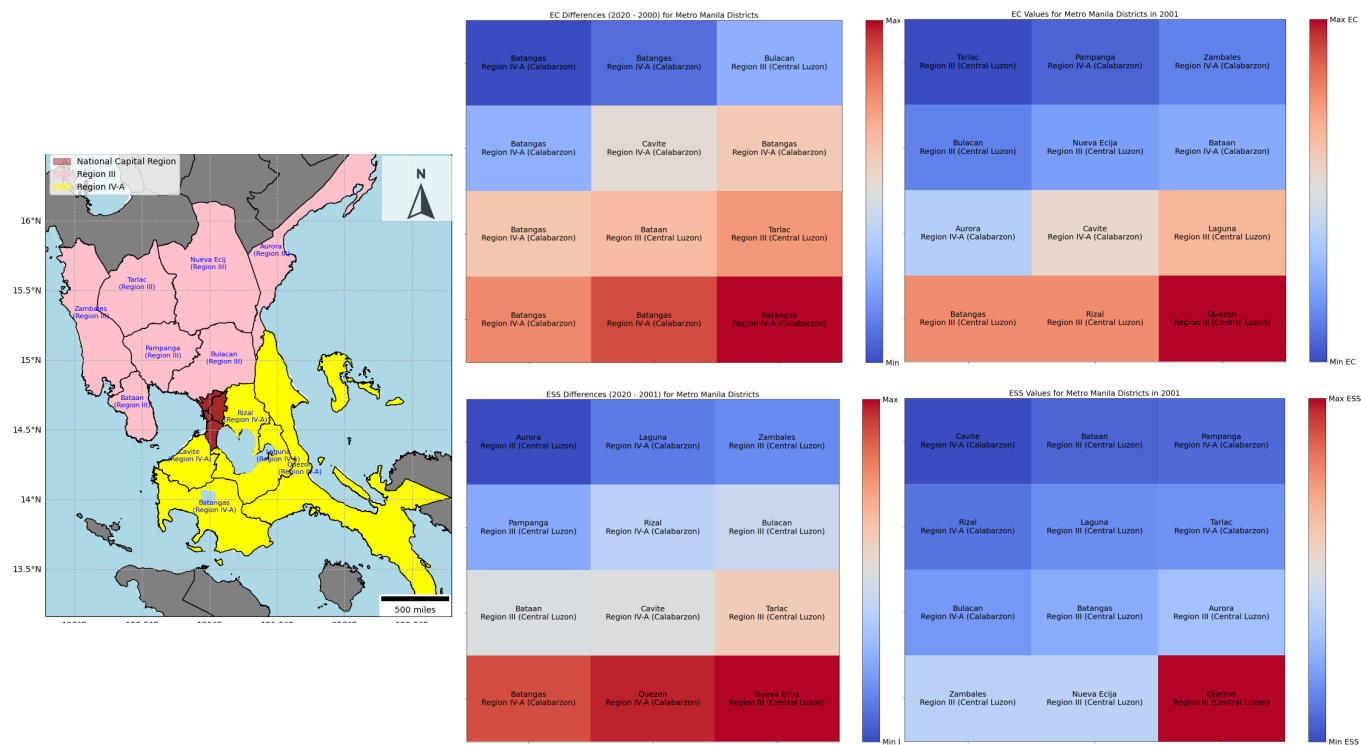 National Capital Region
Region III
Region IV-A
N
16°N
15.5°N
15°N
14.5°N
14°N
13.5°N
Aurora
(Region III)
Nueva Ecij
(Region III)
Tarlac
(Region III)
Zambales
(Region III)
Pampanga
(Region III)
Bulacan
(Region III)
Bataan
(Region III)
Rizal
(Region IV-A)
Cavite
(Region IV-A)
Laguna
(Region IV-A)
Quezon
(Region IV-A)
Batangas
(Region IV-A)
500 miles
EC Differences (2020 - 2000) for Metro Manila Districts
Batangas
Region IV-A (Calabarzon)
Batangas
Region IV-A (Calabarzon)
Bulacan
Region III (Central Luzon)
Batangas
Region IV-A (Calabarzon)
Cavite
Region IV-A (Calabarzon)
Batangas
Region IV-A (Calabarzon)
Batangas
Region IV-A (Calabarzon)
Bataan
Region III (Central Luzon)
Tarlac
Region III (Central Luzon)
Batangas
Region IV-A (Calabarzon)
Batangas
Region IV-A (Calabarzon)
Batangas
Region IV-A (Calabarzon)
Max
Min
EC Values for Metro Manila Districts in 2001
Tarlac
Region III (Central Luzon)
Pampanga
Region IV-A (Calabarzon)
Zambales
Region IV-A (Calabarzon)
Bulacan
Region III (Central Luzon)
Nueva Ecija
Region III (Central Luzon)
Bataan
Region IV-A (Calabarzon)
Aurora
Region IV-A (Calabarzon)
Cavite
Region IV-A (Calabarzon)
Laguna
Region III (Central Luzon)
Batangas
Region III (Central Luzon)
Rizal
Region III (Central Luzon)
Quezon
Region III (Central Luzon)
Max EC
Min EC
ESS Differences (2020 - 2001) for Metro Manila Districts
Aurora
Region III (Central Luzon)
Laguna
Region IV-A (Calabarzon)
Zambales
Region III (Central Luzon)
Pampanga
Region III (Central Luzon)
Rizal
Region IV-A (Calabarzon)
Bulacan
Region III (Central Luzon)
Bataan
Region III (Central Luzon)
Cavite
Region IV-A (Calabarzon)
Tarlac
Region III (Central Luzon)
Batangas
Region IV-A (Calabarzon)
Quezon
Region IV-A (Calabarzon)
Nueva Ecija
Region III (Central Luzon)
Max
Min
ESS Values for Metro Manila Districts in 2001
Cavite
Region IV-A (Calabarzon)
Bataan
Region III (Central Luzon)
Pampanga
Region IV-A (Calabarzon)
Rizal
Region IV-A (Calabarzon)
Laguna
Region III (Central Luzon)
Tarlac
Region IV-A (Calabarzon)
Bulacan
Region IV-A (Calabarzon)
Batangas
Region III (Central Luzon)
Aurora
Region III (Central Luzon)
Zambales
Region III (Central Luzon)
Nueva Ecija
Region III (Central Luzon)
Quezon
Region III (Central Luzon)
Max ESS
Min ESS